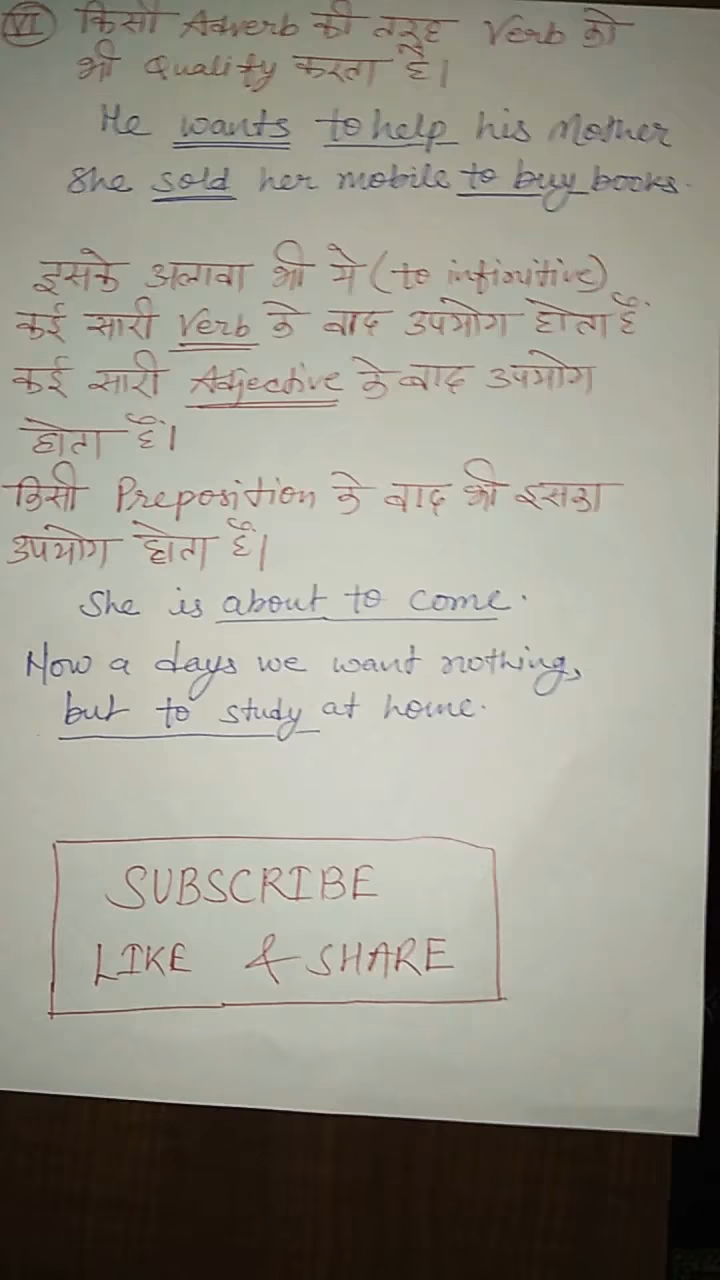 (VI) किसी Adverb की तरह Verb को
भी Qualify करता है।
He wants to help his Mother
She sold her mobile to buy books.
इसके अलावा भी ये (to infinitive)
कई सारी Verb के बाद उपयोग होता है
कई सारी Adjective के बाद उपयोग
होता है।
किसी Preposition के बाद भी इसका
उपयोग होता है।
She is about to come.
Now a days we want nothing,
but to study at home.
SUBSCRIBE
LIKE & SHARE